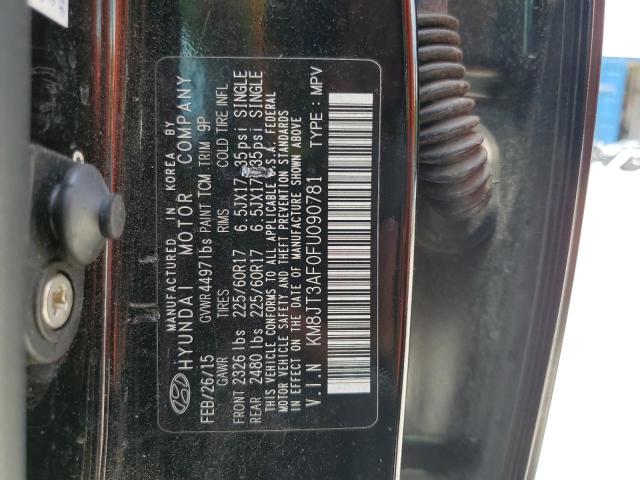 MANUFACTURED IN KOREA BY
HYUNDAI MOTOR COMPANY
FEB/26/15 GVWR 4497 lbs PAINT TCM TRIM 9P
GAWR TIRES RIMS COLD TIRE INFL
FRONT 2326 lbs 225/60R17 6.5JX17 35psi SINGLE
REAR 2480 lbs 225/60R17 6.5JX17 35psi SINGLE
THIS VEHICLE CONFORMS TO ALL APPLICABLE U.S.A. FEDERAL
MOTOR VEHICLE SAFETY AND THEFT PREVENTION STANDARDS
IN EFFECT ON THE DATE OF MANUFACTURE SHOWN ABOVE
V.I.N KM8JT3AF0FU090781 TYPE : MPV